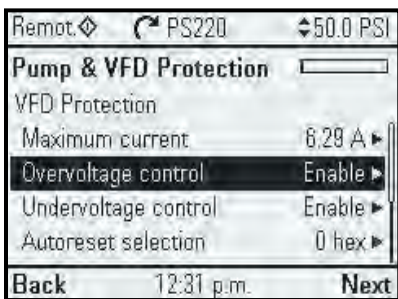 Remot. PS220 50.0 PSI
Pump & VFD Protection
VFD Protection
Maximum current 6.29 A
Overvoltage control Enable
Undervoltage control Enable
Autoreset selection 0 hex
Back 12:31 p.m. Next